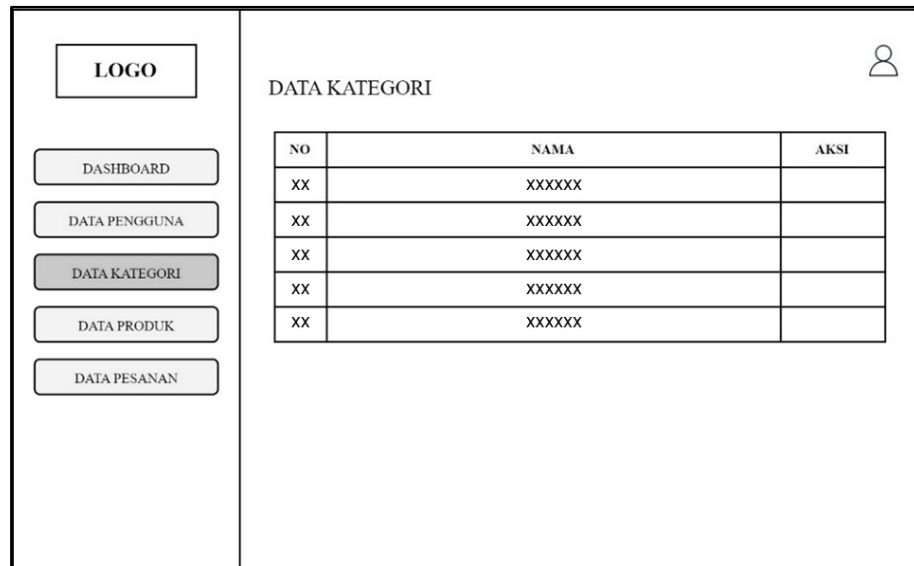 LOGO
DASHBOARD
DATA PENGGUNA
DATA KATEGORI
DATA PRODUK
DATA PESANAN
DATA KATEGORI
NO NAMA AKSI
XX XXXXXX
XX XXXXXX
XX XXXXXX
XX XXXXXX
XX XXXXXX